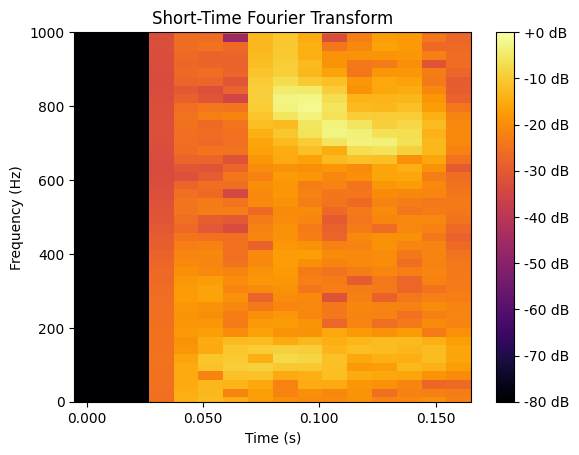 Short-Time Fourier Transform
1000
800
600
400
200
0
Frequency (Hz)
0.000
0.050
0.100
0.150
Time (s)
+0 dB
-10 dB
-20 dB
-30 dB
-40 dB
-50 dB
-60 dB
-70 dB
-80 dB